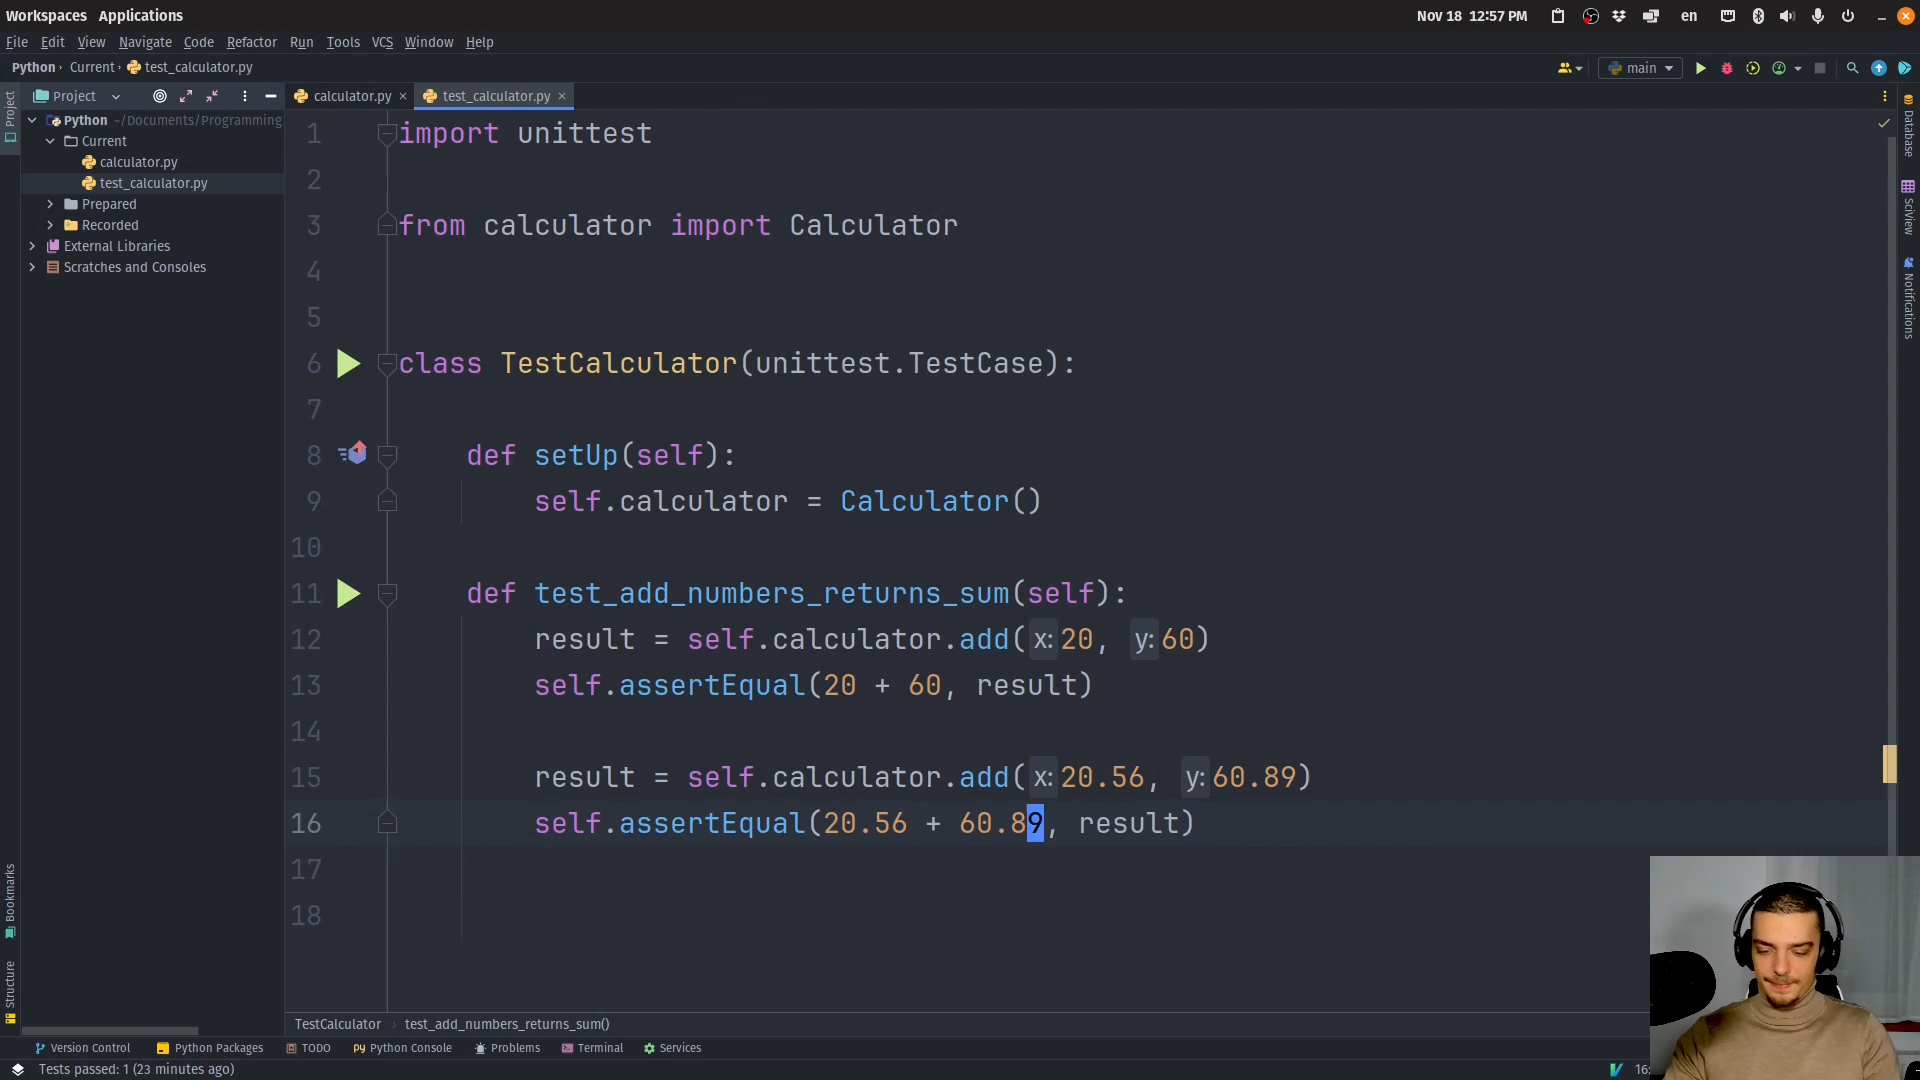 Workspaces Applications
Nov 18 12:57 PM
en
File Edit View Navigate Code Refactor Run Tools VCS Window Help
Python Current test_calculator.py
main
Project
calculator.py
test_calculator.py
Project
Python ~/Documents/Programming
Current
calculator.py
test_calculator.py
Prepared
Recorded
External Libraries
Scratches and Consoles
Bookmarks
Structure
1 import unittest
2
3 from calculator import Calculator
4
5
6 class TestCalculator(unittest.TestCase):
7
8 def setUp(self):
9 self.calculator = Calculator()
10
11 def test_add_numbers_returns_sum(self):
12 result = self.calculator.add(x: 20, y: 60)
13 self.assertEqual(20 + 60, result)
14
15 result = self.calculator.add(x: 20.56, y: 60.89)
16 self.assertEqual(20.56 + 60.89, result)
17
18
Database
SciView
Notifications
TestCalculator test_add_numbers_returns_sum()
Version Control Python Packages TODO Python Console Problems Terminal Services
Tests passed: 1 (23 minutes ago)
16: